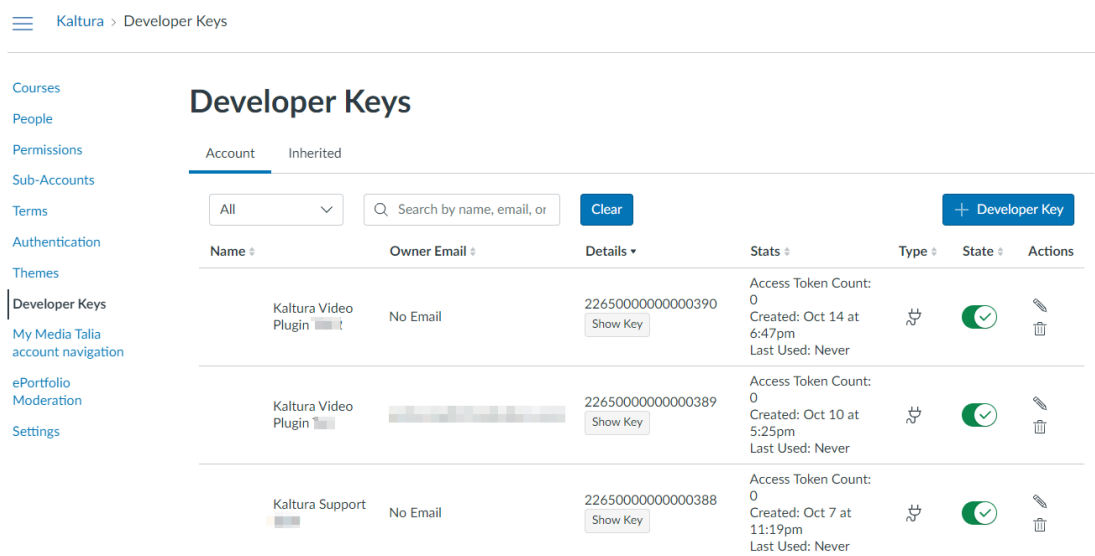 Kaltura > Developer Keys
Courses
People
Permissions
Sub-Accounts
Terms
Authentication
Themes
Developer Keys
My Media Talia
account navigation
ePortfolio
Moderation
Settings
Developer Keys
Account Inherited
All Search by name, email, or Clear + Developer Key
Name Owner Email Details Stats Type State Actions
Kaltura Video
Plugin
No Email
22650000000000390
Show Key
Access Token Count:
0
Created: Oct 14 at
6:47pm
Last Used: Never
Kaltura Video
Plugin
22650000000000389
Show Key
Access Token Count:
0
Created: Oct 10 at
5:25pm
Last Used: Never
Kaltura Support
No Email
22650000000000388
Show Key
Access Token Count:
0
Created: Oct 7 at
11:19pm
Last Used: Never